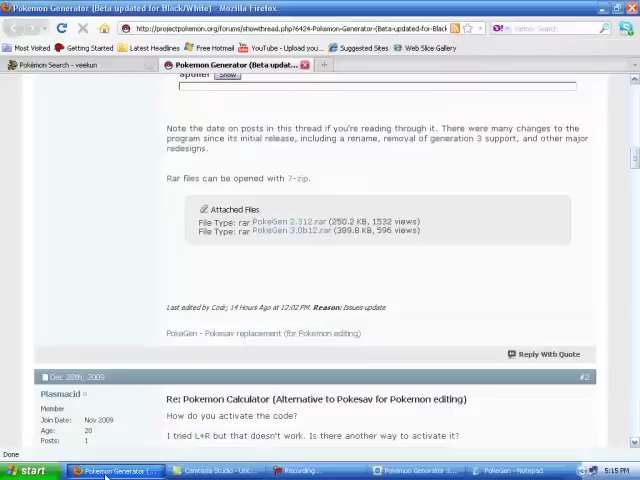 Pokemon Generator (Beta updated for Black/White) - Mozilla Firefox
http://projectpokemon.org/forums/showthread.php?6424-Pokemon-Generator-(Beta-updated-for-Blac
Yahoo! Search
Most Visited
Getting Started
Latest Headlines
Free Hotmail
YouTube - Upload you...
Suggested Sites
Web Slice Gallery
Pokémon Search - veekun
Pokemon Generator (Beta updat...
Spoiler Show
Note the date on posts in this thread if you're reading through it. There were many changes to the
program since its initial release, including a rename, removal of generation 3 support, and other major
redesigns.
Rar files can be opened with 7-zip.
Attached Files
File Type: rar PokeGen 2.312.rar (250.2 KB, 1532 views)
File Type: rar PokeGen 3.0b12.rar (389.8 KB, 596 views)
Last edited by Codr; 14 Hours Ago at 12:02 PM. Reason: Issues update
PokeGen - Pokesav replacement (for Pokemon editing)
Reply With Quote
Dec 28th, 2009
#2
Plasmacid
Member
Join Date: Nov 2009
Age: 20
Posts: 1
Re: Pokemon Calculator (Alternative to Pokesav for Pokemon editing)
How do you activate the code?
I tried L+R but that doesn't work. Is there another way to activate it?
Done
start
Pokemon Generator (...
Camtasia Studio - Unt...
Recording...
Pokemon Generator
PokeGen - Notepad
5:15 PM